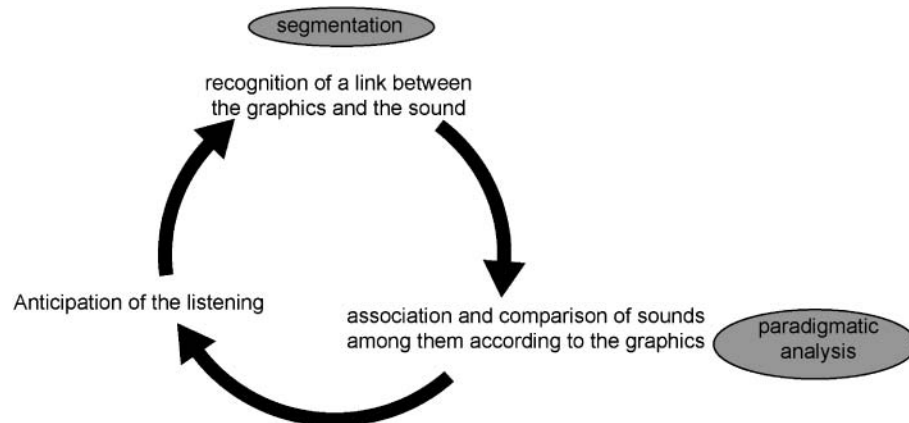 segmentation
recognition of a link between
the graphics and the sound
Anticipation of the listening
association and comparison of sounds
among them according to the graphics
paradigmatic
analysis